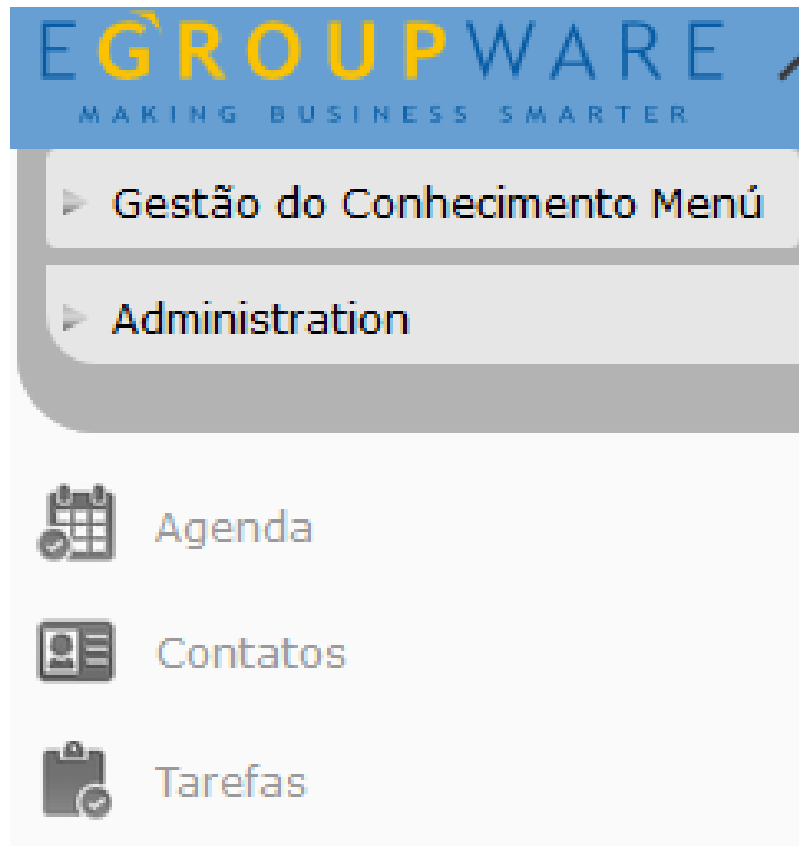 EGROUPWARE
MAKING BUSINESS SMARTER
Gestão do Conhecimento Menú
Administration
Agenda
Contatos
Tarefas